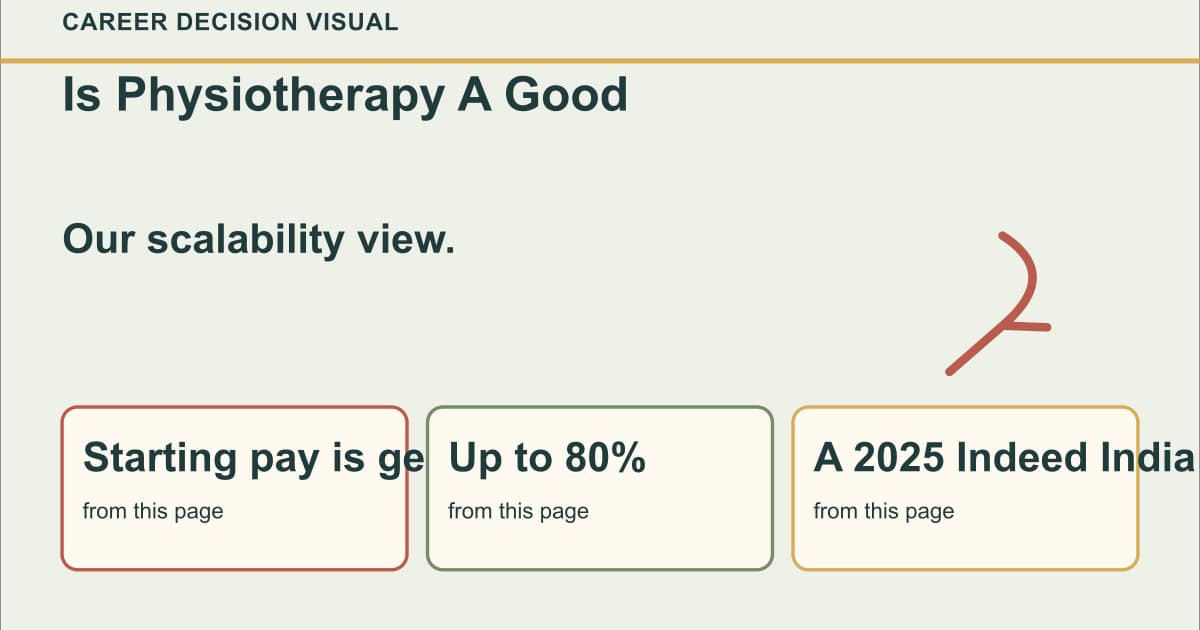 CAREER DECISION VISUAL
Is Physiotherapy A Good
Our scalability view.
Starting pay is ge
from this page
Up to 80%
from this page
A 2025 Indeed India
from this page